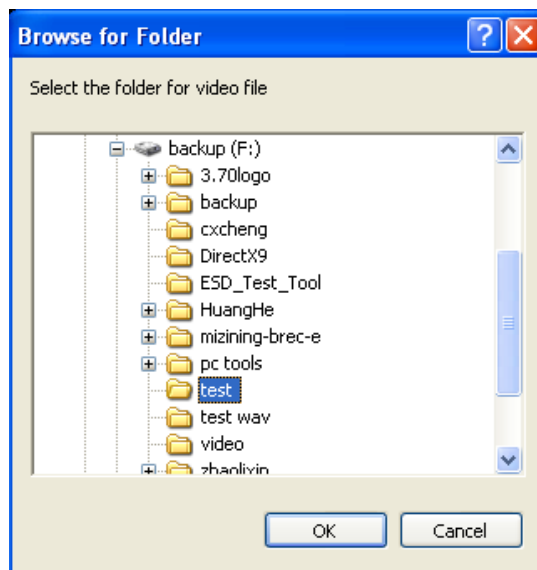 Browse for Folder
Select the folder for video file
backup (F:)
3.70logo
backup
cxcheng
DirectX9
ESD_Test_Tool
HuangHe
mizining-brec-e
pc tools
test
test wav
video
zhaolixin
OK
Cancel